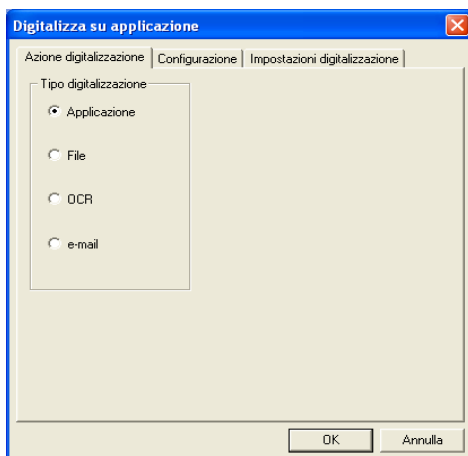 Digitalizza su applicazione
Azione digitalizzazione Configurazione Impostazioni digitalizzazione
Tipo digitalizzazione
Applicazione
File
OCR
e-mail
OK Annulla